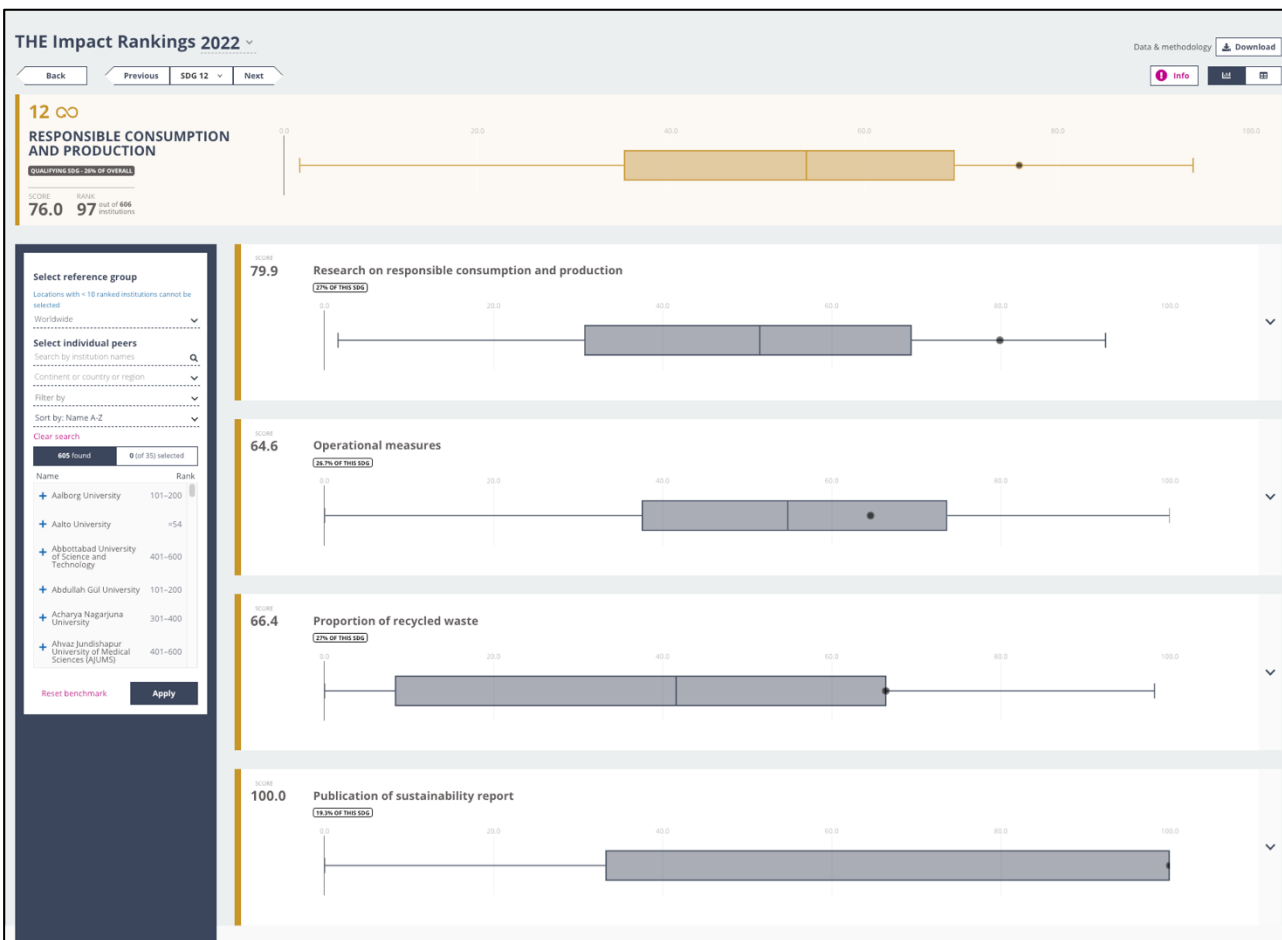 THE Impact Rankings 2022
Data & methodology Download
Back Previous SDG 12 Next
Info
12
RESPONSIBLE CONSUMPTION
AND PRODUCTION
QUALIFYING SDG - 26% OF OVERALL
SCORE RANK
76.0 97 out of 606
institutions
0.0 20.0 40.0 60.0 80.0 100.0
Select reference group
Locations with < 10 ranked institutions cannot be
selected
Worldwide
Select individual peers
Search by institution names
Continent or country or region
Filter by
Sort by: Name A-Z
Clear search
605 found 0 (of 35) selected
Name Rank
+ Aalborg University 101–200
+ Aalto University =54
+ Abbottabad University
of Science and
Technology 401–600
+ Abdullah Gül University 101–200
+ Acharya Nagarjuna
University 301–400
+ Ahvaz Jundishapur
University of Medical
Sciences (AJUMS) 401–600
Reset benchmark Apply
SCORE
79.9 Research on responsible consumption and production
27% OF THIS SDG
0.0 20.0 40.0 60.0 80.0 100.0
SCORE
64.6 Operational measures
26.7% OF THIS SDG
0.0 20.0 40.0 60.0 80.0 100.0
SCORE
66.4 Proportion of recycled waste
27% OF THIS SDG
0.0 20.0 40.0 60.0 80.0 100.0
SCORE
100.0 Publication of sustainability report
19.3% OF THIS SDG
0.0 20.0 40.0 60.0 80.0 100.0